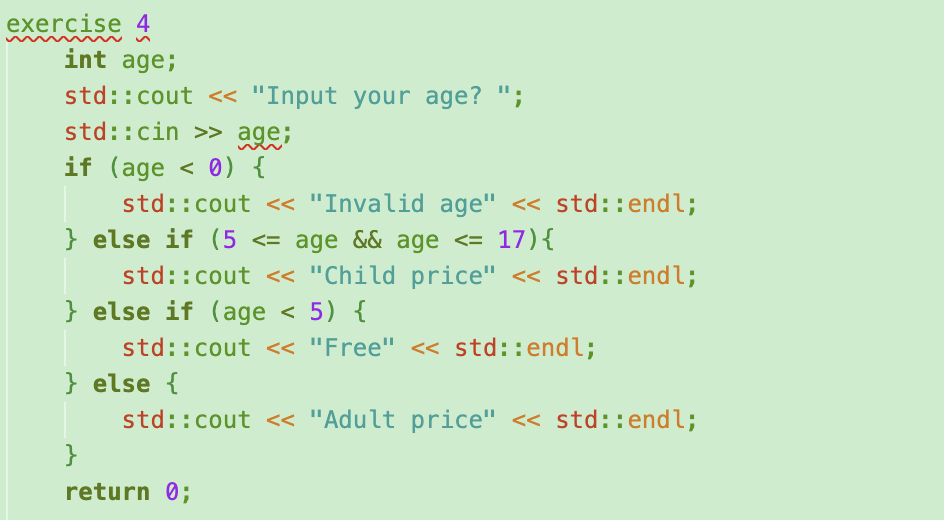 exercise 4
    int age;
    std::cout << "Input your age? ";
    std::cin >> age;
    if (age < 0) {
        std::cout << "Invalid age" << std::endl;
    } else if (5 <= age && age <= 17){
        std::cout << "Child price" << std::endl;
    } else if (age < 5) {
        std::cout << "Free" << std::endl;
    } else {
        std::cout << "Adult price" << std::endl;
    }
    return 0;